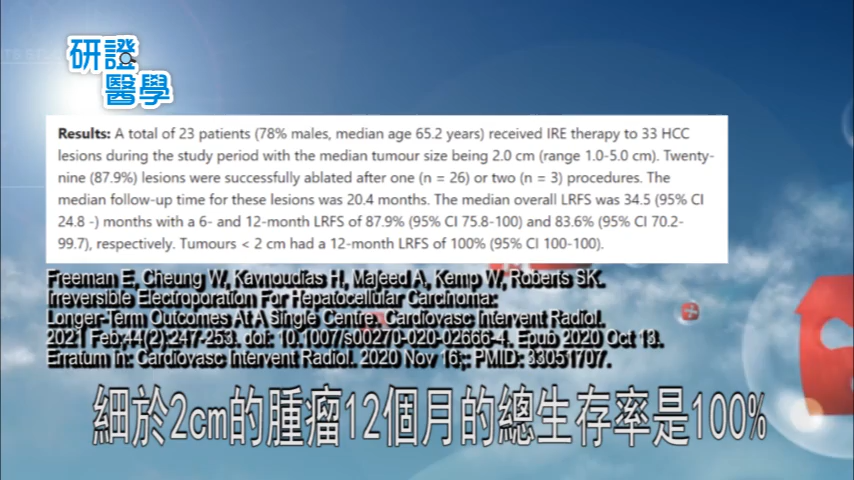 研證
醫學
Results: A total of 23 patients (78% males, median age 65.2 years) received IRE therapy to 33 HCC
lesions during the study period with the median tumour size being 2.0 cm (range 1.0-5.0 cm). Twenty-
nine (87.9%) lesions were successfully ablated after one (n = 26) or two (n = 3) procedures. The
median follow-up time for these lesions was 20.4 months. The median overall LRFS was 34.5 (95% CI
24.8 -) months with a 6- and 12-month LRFS of 87.9% (95% CI 75.8-100) and 83.6% (95% CI 70.2-
99.7), respectively. Tumours < 2 cm had a 12-month LRFS of 100% (95% CI 100-100).
Freeman E, Cheung W, Kavnoudias H, Majeed A, Kemp W, Roberts SK.
Irreversible Electroporation For Hepatocellular Carcinoma:
Longer-Term Outcomes At A Single Centre. Cardiovasc Intervent Radiol.
2021 Feb;44(2):247-253. doi: 10.1007/s00270-020-02666-4. Epub 2020 Oct 13.
Erratum in: Cardiovasc Intervent Radiol. 2020 Nov 16;: PMID: 33051707.
細於2cm的腫瘤12個月的總生存率是100%